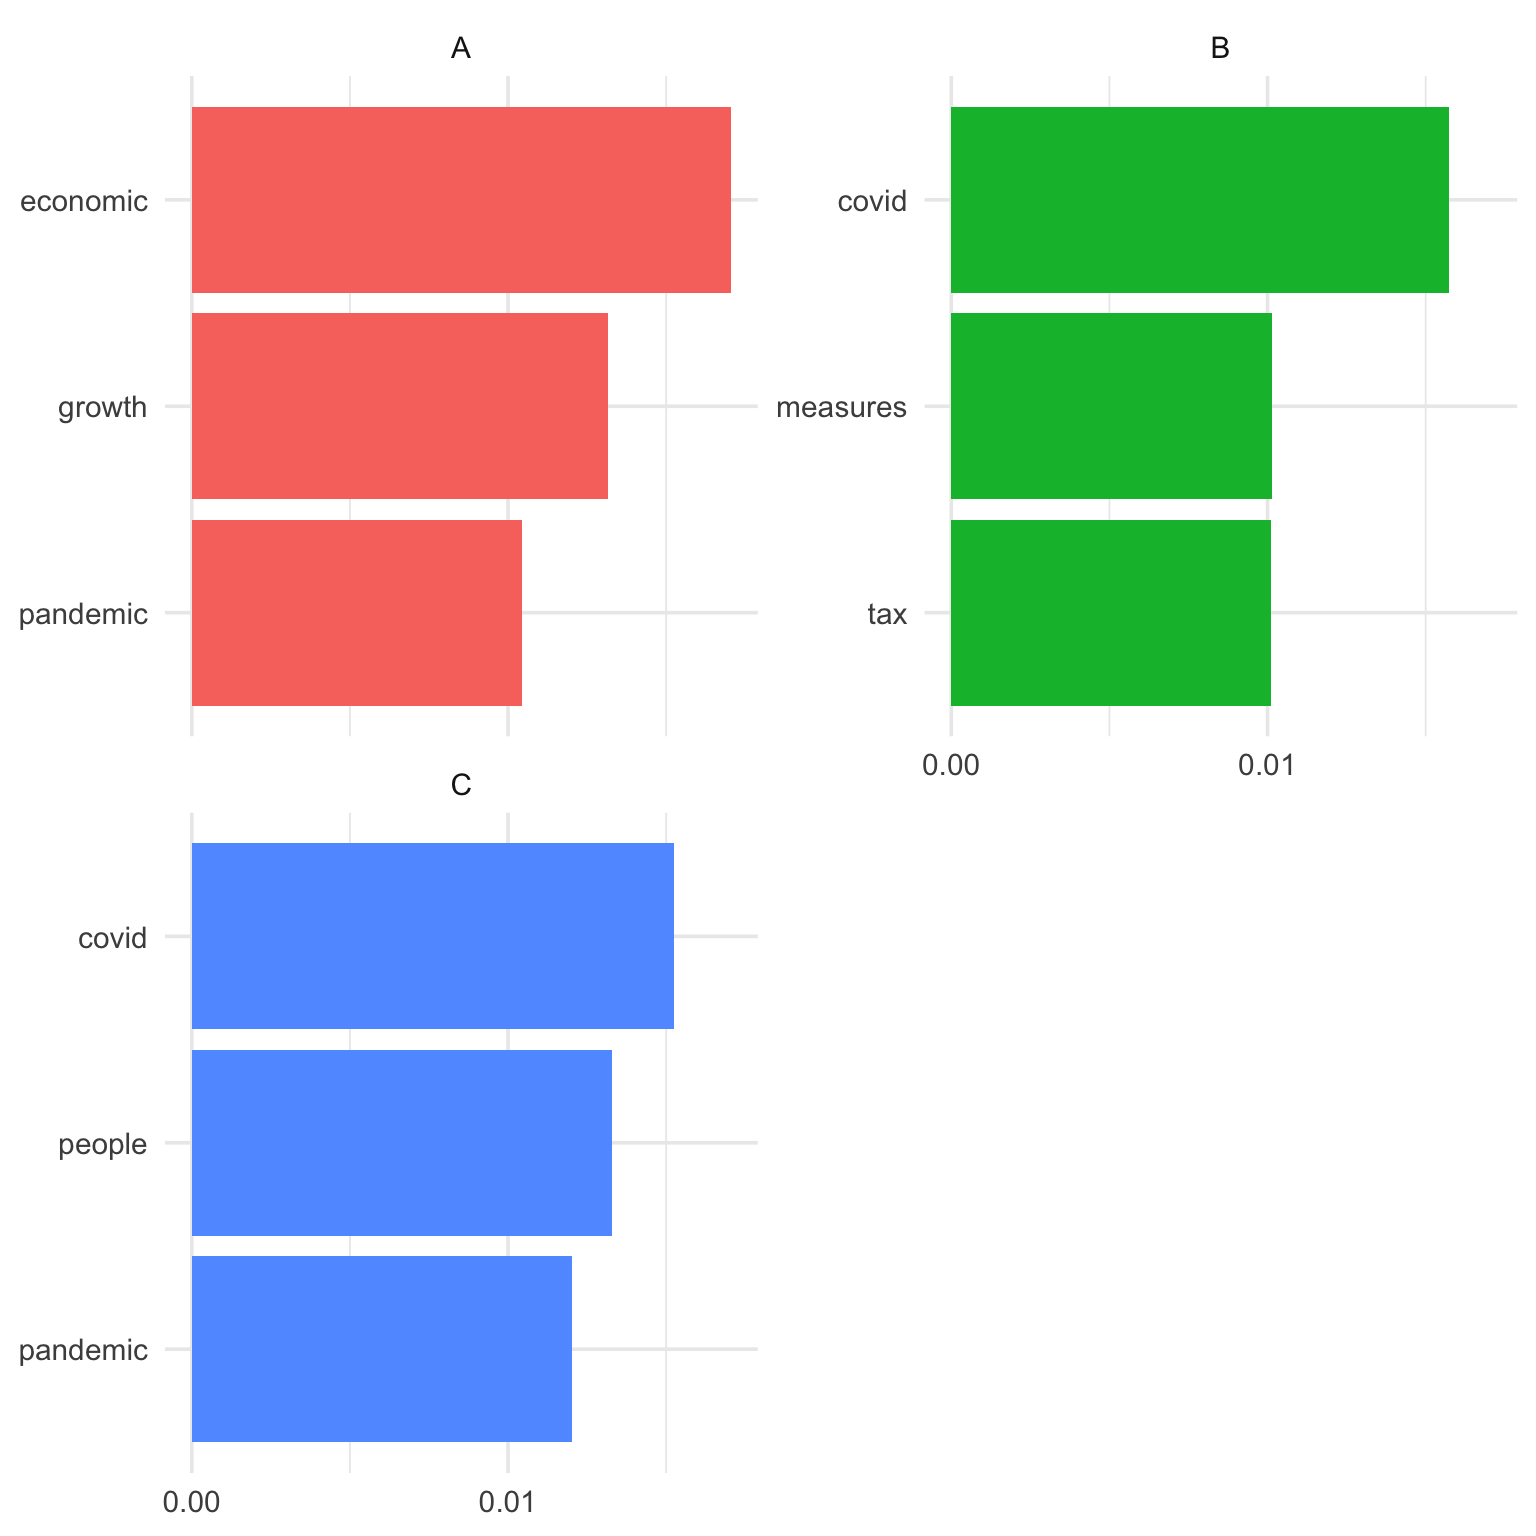 A
economic
growth
pandemic
B
covid
measures
tax
0.00 0.01
C
covid
people
pandemic
0.00 0.01